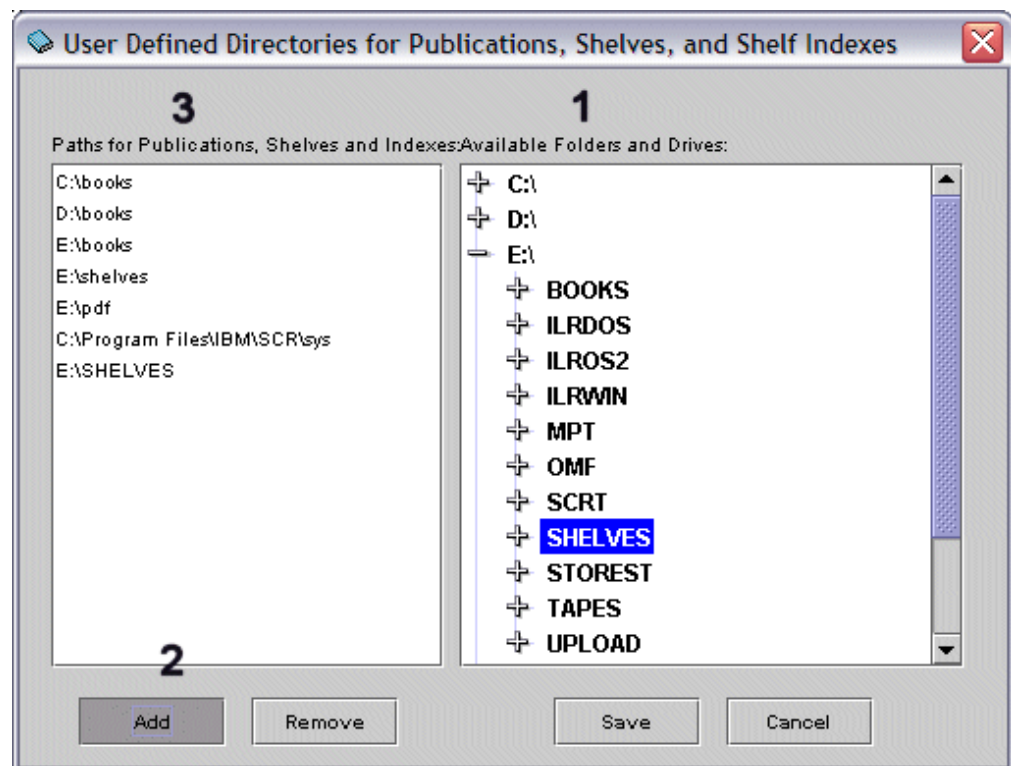 User Defined Directories for Publications, Shelves, and Shelf Indexes
3
1
Paths for Publications, Shelves and Indexes:
Available Folders and Drives:
C:\books
D:\books
E:\books
E:\shelves
E:\pdf
C:\Program Files\IBM\SCR\sys
E:\SHELVES
C:\
D:\
E:\
BOOKS
ILRDOS
ILROS2
ILRWIN
MPT
OMF
SCRT
SHELVES
STOREST
TAPES
UPLOAD
2
Add
Remove
Save
Cancel